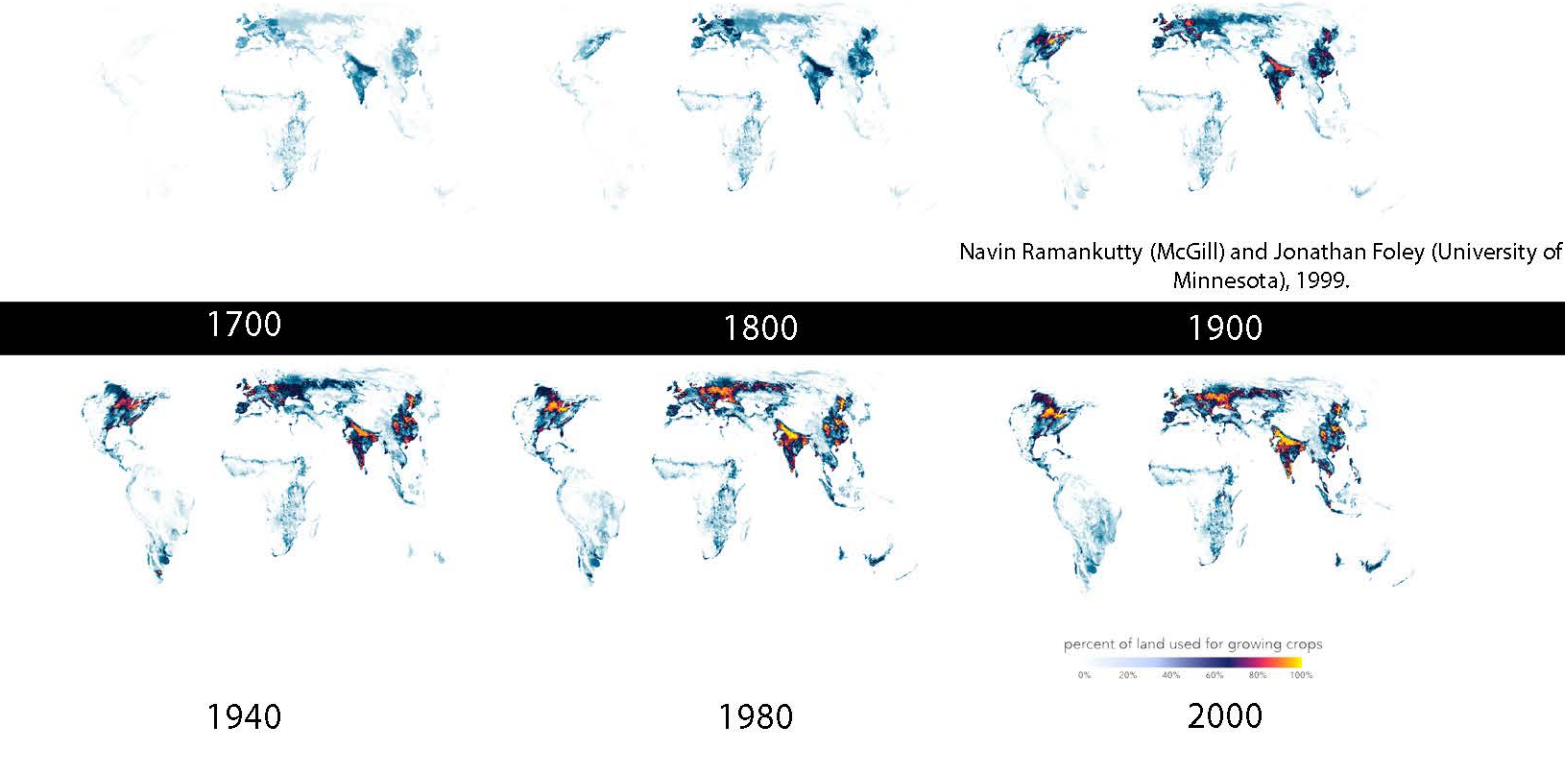 Navin Ramankutty (McGill) and Jonathan Foley (University of
Minnesota), 1999.
1700 1800 1900
percent of land used for growing crops
0% 20% 40% 60% 80% 100%
1940 1980 2000